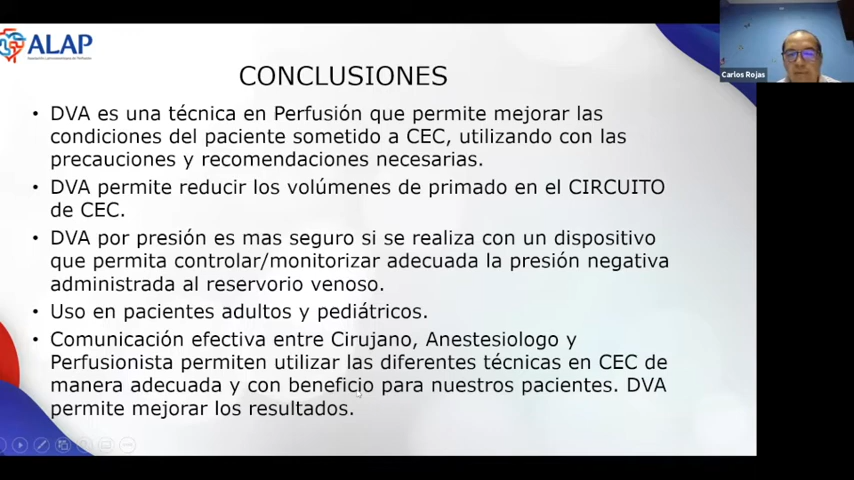 ALAP
Carlos Rojas
CONCLUSIONES
• DVA es una técnica en Perfusión que permite mejorar las
condiciones del paciente sometido a CEC, utilizando con las
precauciones y recomendaciones necesarias.
• DVA permite reducir los volúmenes de primado en el CIRCUITO
de CEC.
• DVA por presión es mas seguro si se realiza con un dispositivo
que permita controlar/monitorizar adecuada la presión negativa
administrada al reservorio venoso.
• Uso en pacientes adultos y pediátricos.
• Comunicación efectiva entre Cirujano, Anestesiologo y
Perfusionista permiten utilizar las diferentes técnicas en CEC de
manera adecuada y con beneficio para nuestros pacientes. DVA
permite mejorar los resultados.